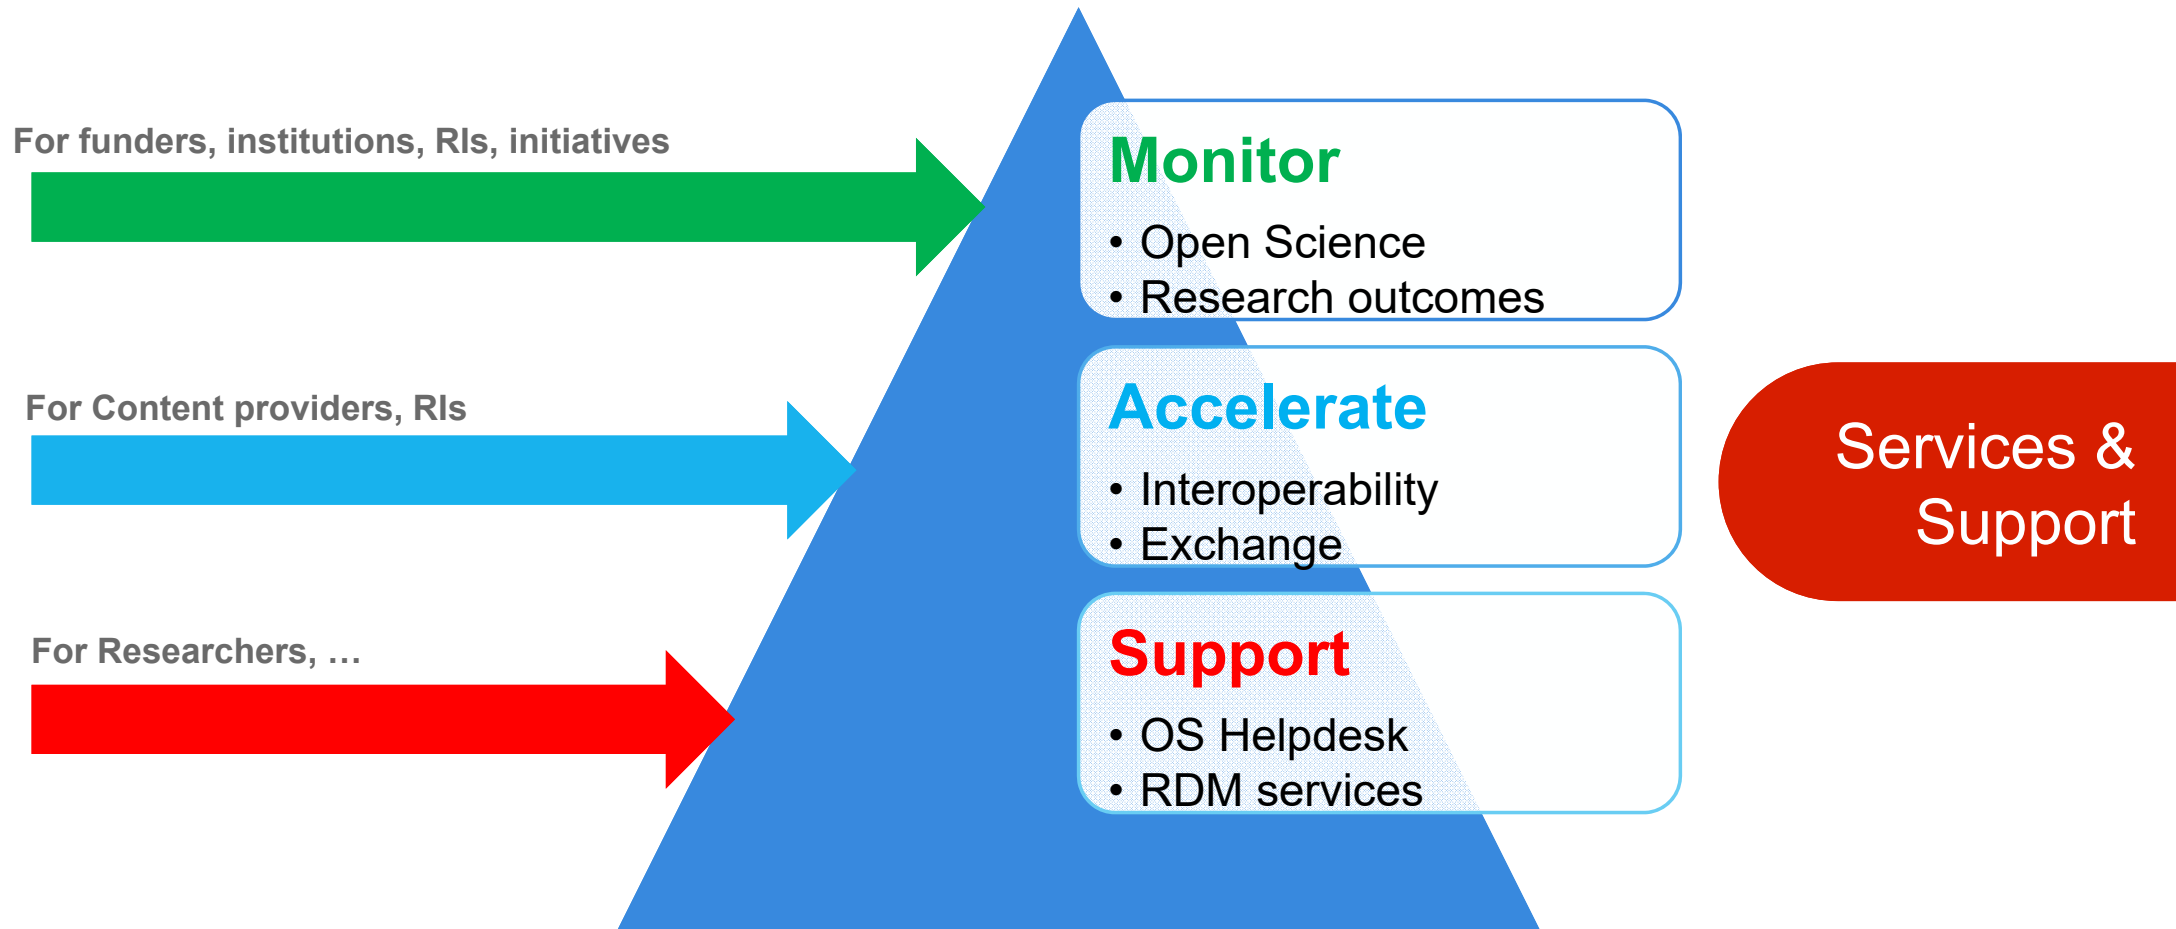 For funders, institutions, RIs, initiatives
Monitor
• Open Science
• Research outcomes
For Content providers, RIs
Accelerate
• Interoperability
• Exchange
Services &
Support
For Researchers, …
Support
• OS Helpdesk
• RDM services